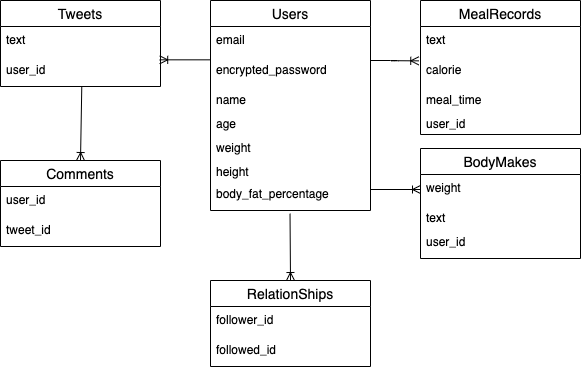 Tweets
text
user_id
Users
email
encrypted_password
name
age
weight
height
body_fat_percentage
MealRecords
text
calorie
meal_time
user_id
Comments
user_id
tweet_id
BodyMakes
weight
text
user_id
RelationShips
follower_id
followed_id